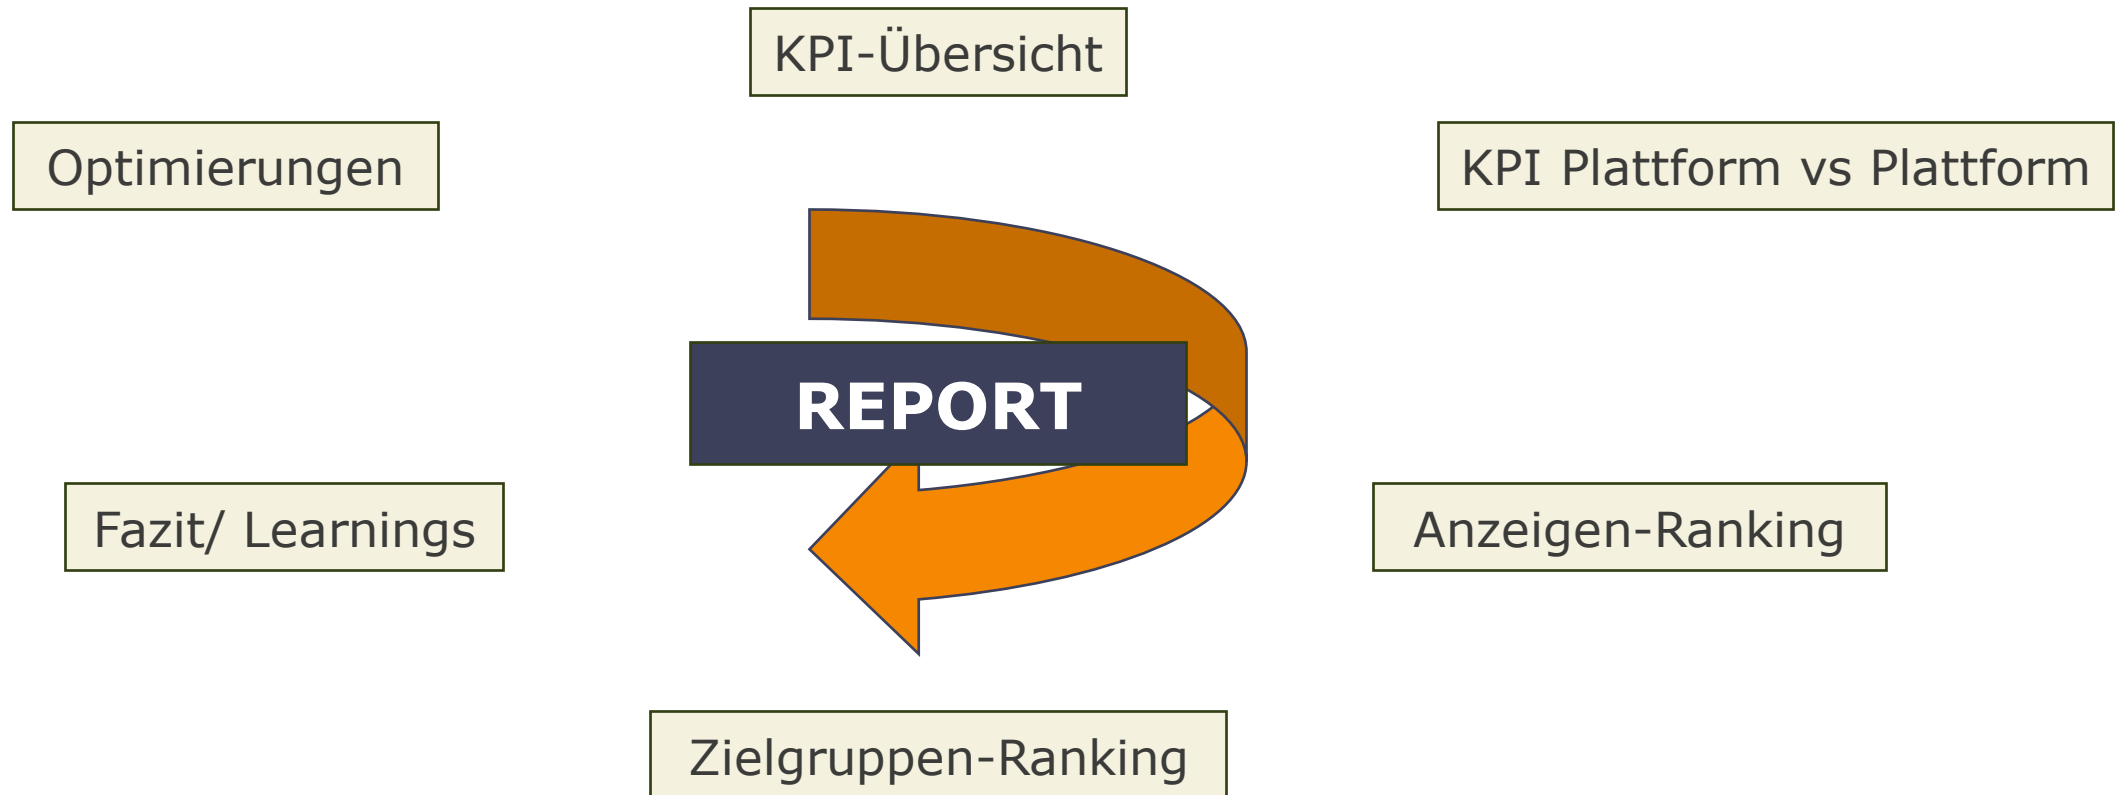 KPI-Übersicht
Optimierungen
KPI Plattform vs Plattform
REPORT
Fazit/ Learnings
Anzeigen-Ranking
Zielgruppen-Ranking